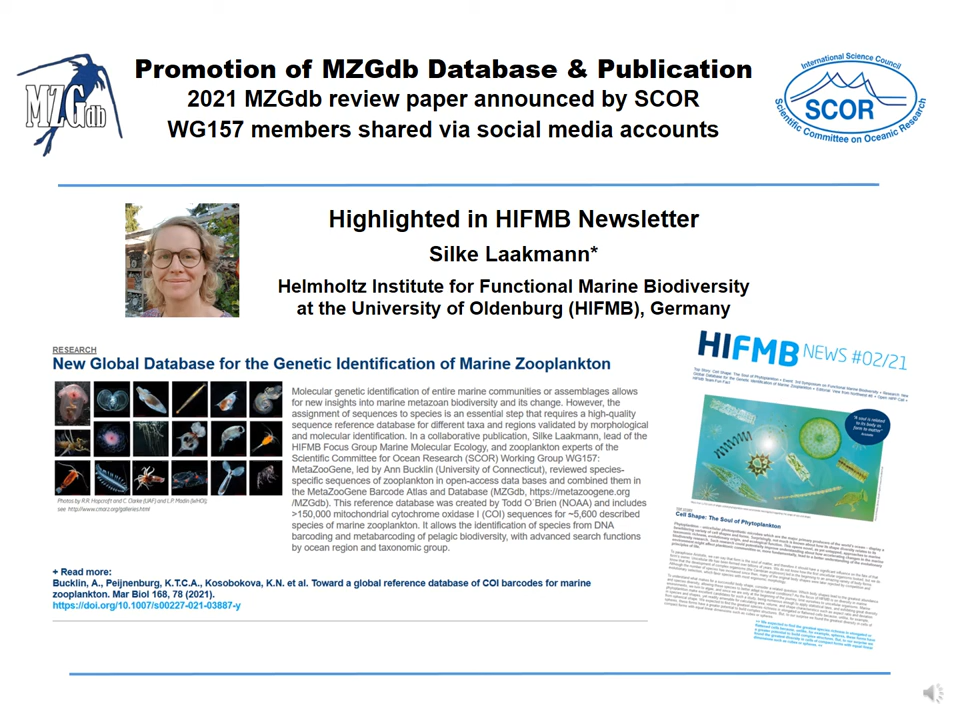 MZGdb
Promotion of MZGdb Database & Publication
2021 MZGdb review paper announced by SCOR
WG157 members shared via social media accounts
International Science Council
SCOR
Scientific Committee on Oceanic Research
Highlighted in HIFMB Newsletter
Silke Laakmann*
Helmholtz Institute for Functional Marine Biodiversity
at the University of Oldenburg (HIFMB), Germany
RESEARCH
New Global Database for the Genetic Identification of Marine Zooplankton
Molecular genetic identification of entire marine communities or assemblages allows
for new insights into marine metazoan biodiversity and its change. However, the
assignment of sequences to species is an essential step that requires a high-quality
sequence reference database for different taxa and regions validated by morphological
and molecular identification. In a collaborative publication, Silke Laakmann, lead of the
HIFMB Focus Group Marine Molecular Ecology, and zooplankton experts of the
Scientific Committee for Ocean Research (SCOR) Working Group WG157:
MetaZooGene, led by Ann Bucklin (University of Connecticut), reviewed species-
specific sequences of zooplankton in open-access data bases and combined them in
the MetaZooGene Barcode Atlas and Database (MZGdb, https://metazoogene.org
/MZGdb). This reference database was created by Todd O´Brien (NOAA) and includes
>150,000 mitochondrial cytochrome oxidase I (COI) sequences for ~5,600 described
species of marine zooplankton. It allows the identification of species from DNA
barcoding and metabarcoding of pelagic biodiversity, with advanced search functions
by ocean region and taxonomic group.
Photos by R.R. Hopcroft and C. Clarke (UAF) and L.P. Madin (WHOI)
see http://www.cmarz.org/galleries.html
+ Read more:
Bucklin, A., Peijnenburg, K.T.C.A., Kosobokova, K.N. et al. Toward a global reference database of COI barcodes for marine
zooplankton. Mar Biol 168, 78 (2021).
https://doi.org/10.1007/s00227-021-03887-y
HIFMB NEWS #02/21
"A soul is related
to its body as
form to matter"
Cell Shape: The Soul of Phytoplankton